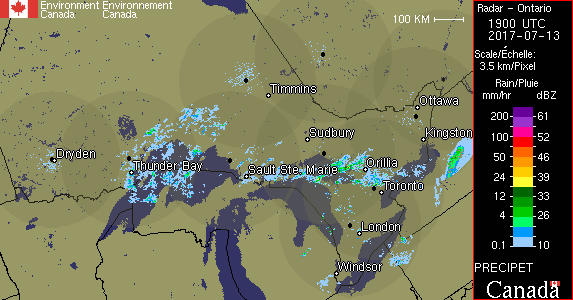 Environment Environnement
Canada Canada
100 KM
Timmins
Ottawa
Sudbury
Kingston
Dryden
Thunder Bay
Sault Ste. Marie
Orillia
Toronto
London
Windsor
Radar - Ontario
1900 UTC
2017-07-13
Scale/Échelle:
3.5 km/Pixel
Rain/Pluie
mm/hr dBZ
200 61
100 52
50 46
24 39
12 33
4 26
2 20
0.1 10
PRECIPET
Canada